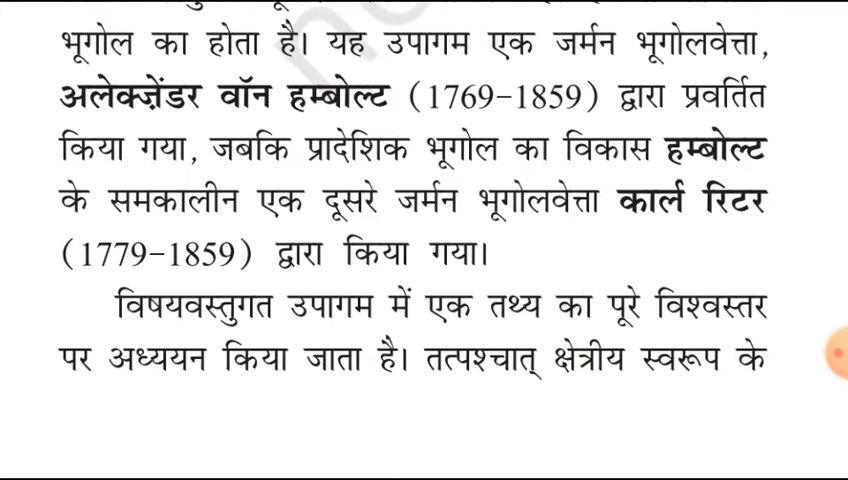 भूगोल का होता है। यह उपागम एक जर्मन भूगोलवेत्ता,
अलेक्ज़ेंडर वॉन हम्बोल्ट (1769-1859) द्वारा प्रवर्तित
किया गया, जबकि प्रादेशिक भूगोल का विकास हम्बोल्ट
के समकालीन एक दूसरे जर्मन भूगोलवेत्ता कार्ल रिटर
(1779-1859) द्वारा किया गया।
विषयवस्तुगत उपागम में एक तथ्य का पूरे विश्वस्तर
पर अध्ययन किया जाता है। तत्पश्चात् क्षेत्रीय स्वरूप के